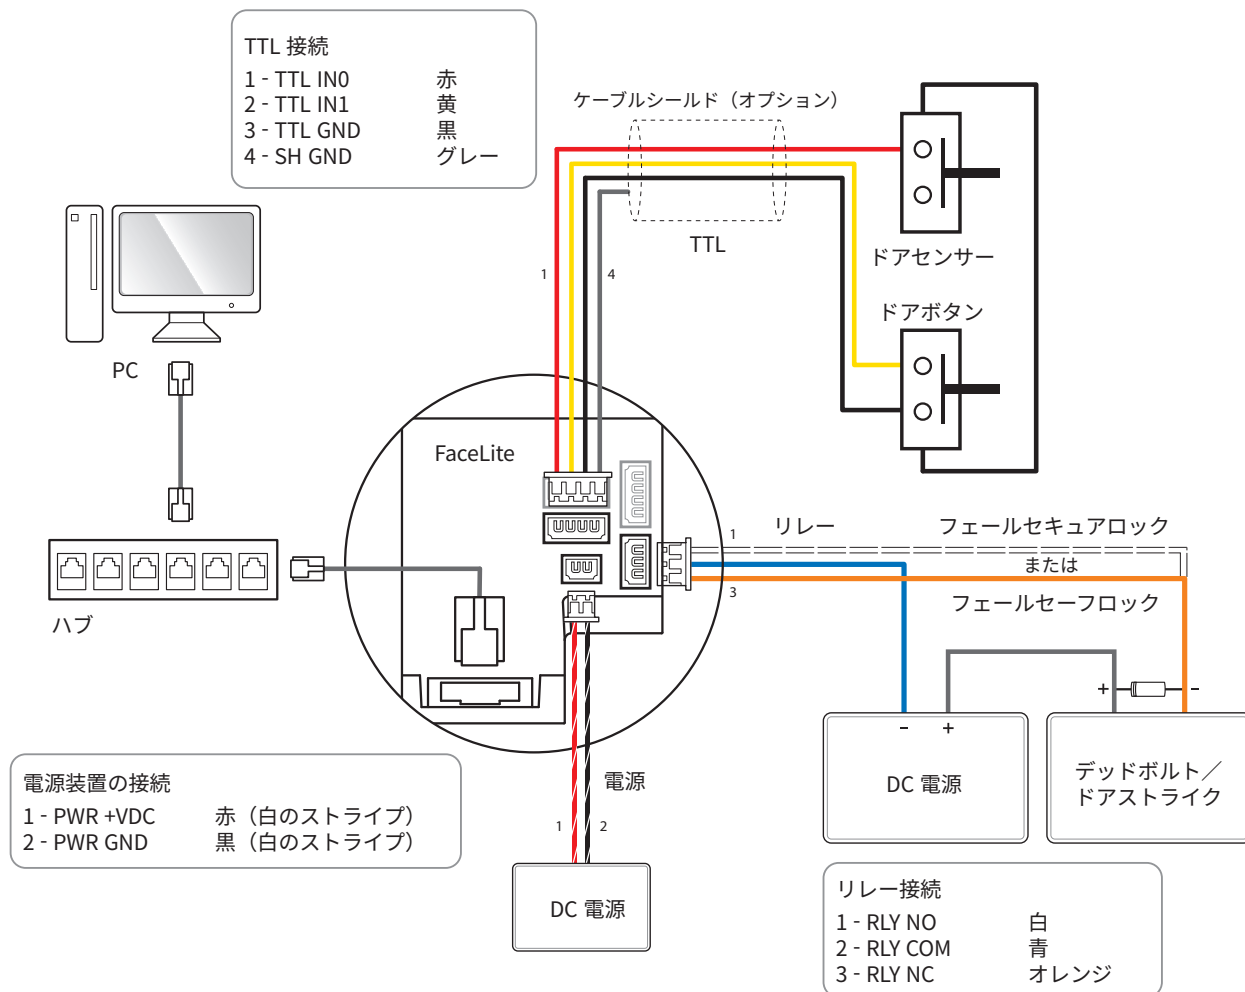 TTL 接続
1 - TTL IN0 赤
2 - TTL IN1 黄
3 - TTL GND 黒
4 - SH GND グレー
ケーブルシールド（オプション）
TTL
1
4
ドアセンサー
ドアボタン
PC
FaceLite
ハブ
1
リレー
フェールセキュアロック
または
3
フェールセーフロック
+
-
- +
DC 電源
デッドボルト／
ドアストライク
電源装置の接続
1 - PWR +VDC 赤（白のストライプ）
2 - PWR GND 黒（白のストライプ）
電源
1
2
DC 電源
リレー接続
1 - RLY NO 白
2 - RLY COM 青
3 - RLY NC オレンジ